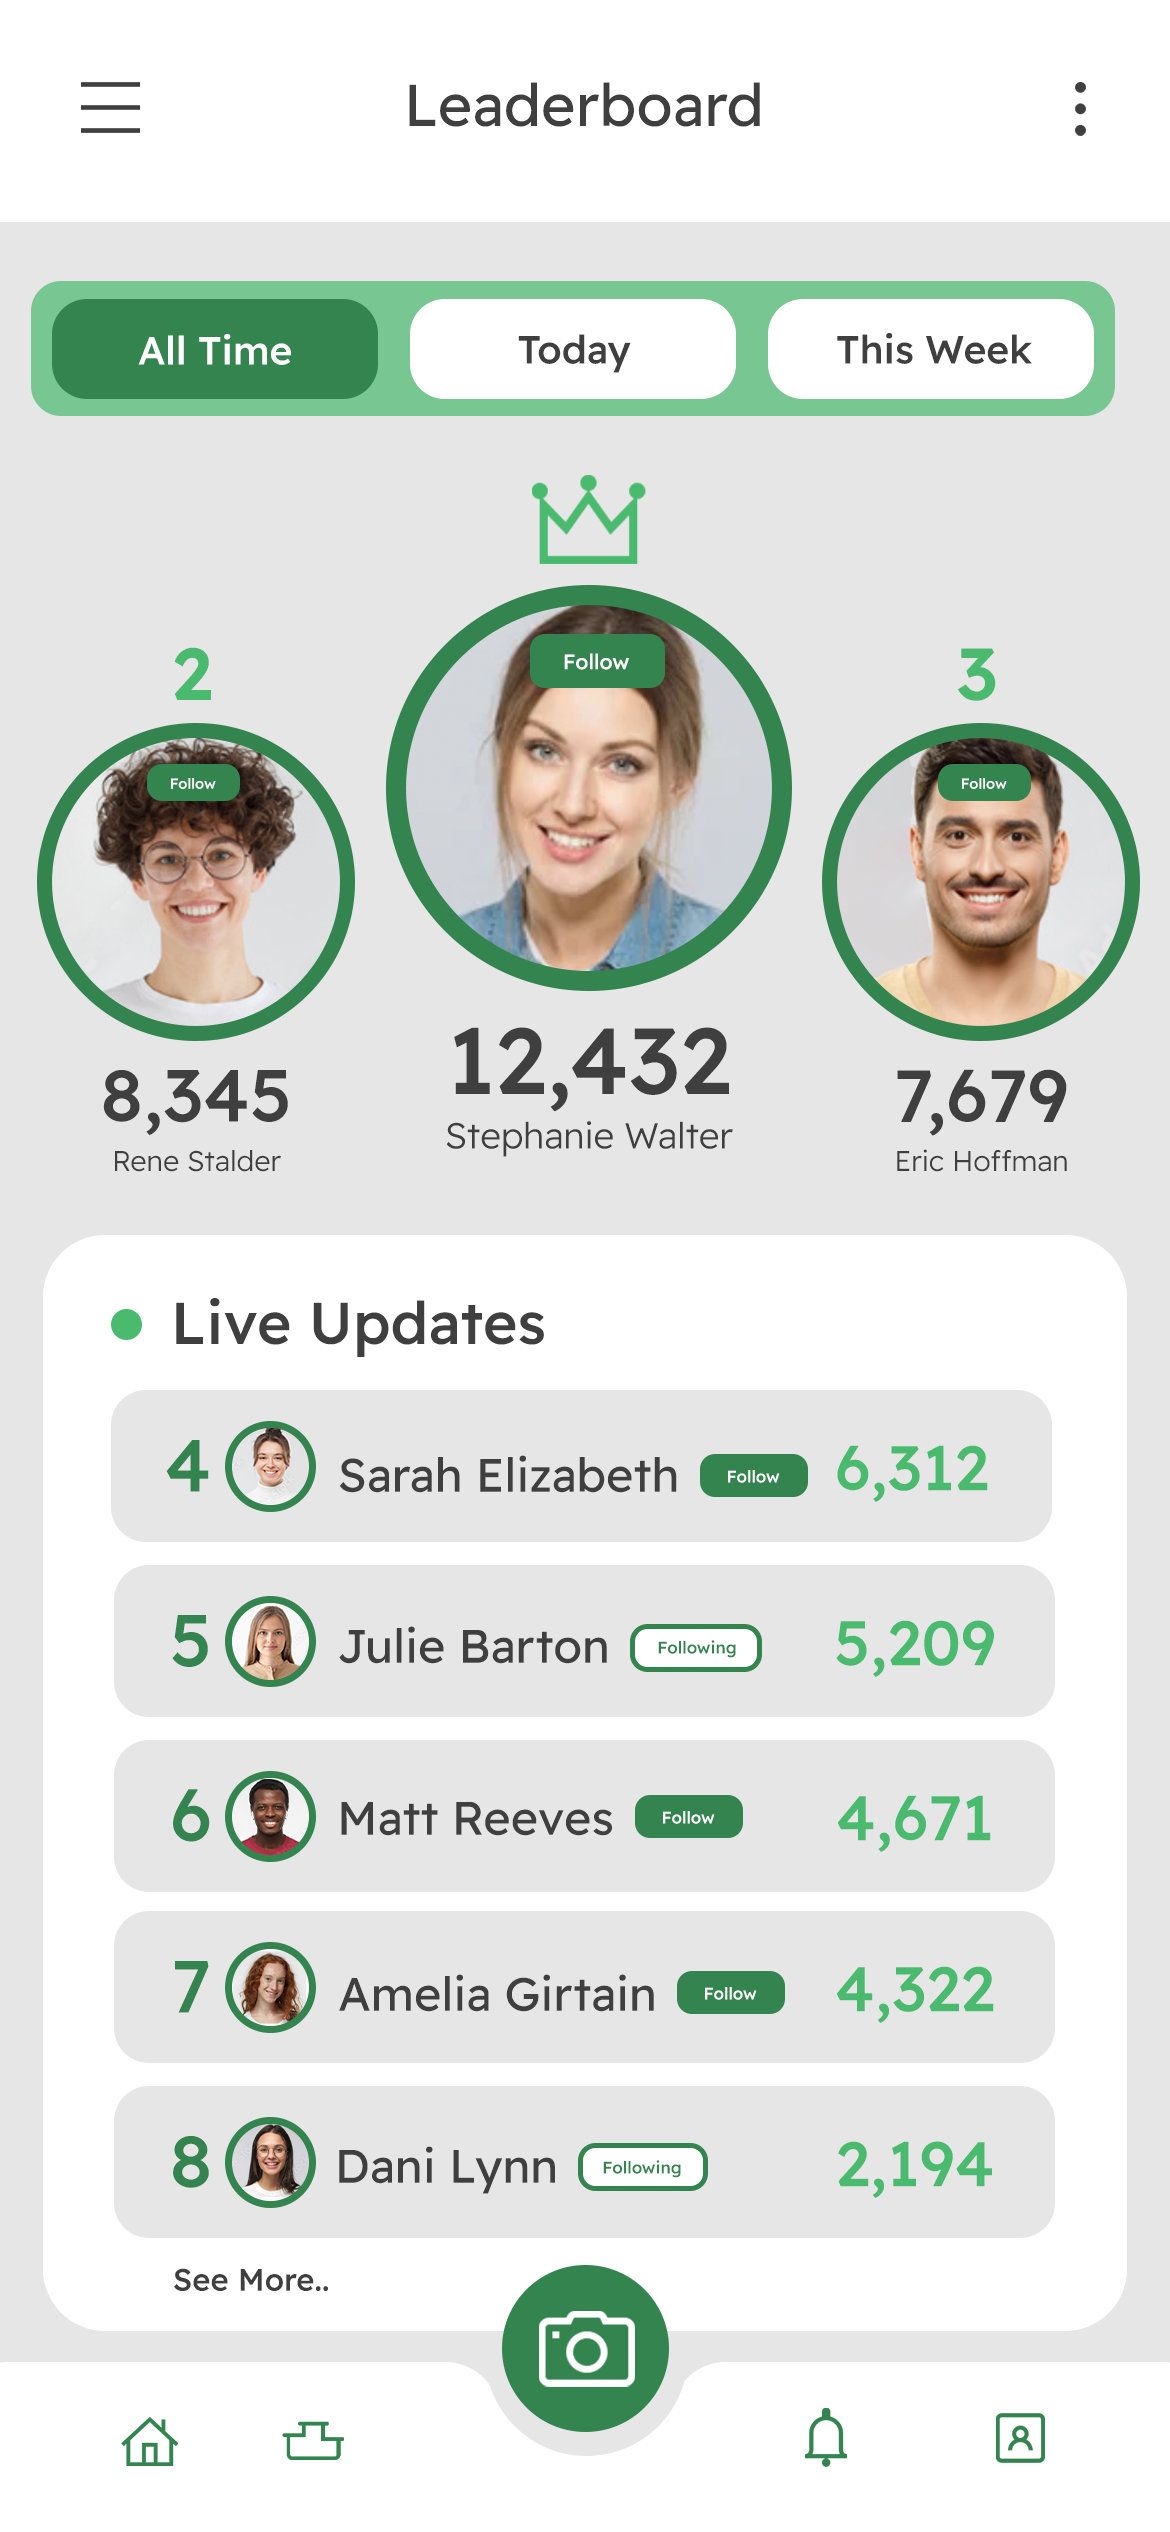 Leaderboard
All Time
Today
This Week
2
Follow
3
Follow
Follow
12,432
Stephanie Walter
8,345
Rene Stalder
7,679
Eric Hoffman
Live Updates
4 Sarah Elizabeth Follow 6,312
5 Julie Barton Following 5,209
6 Matt Reeves Follow 4,671
7 Amelia Girtain Follow 4,322
8 Dani Lynn Following 2,194
See More..